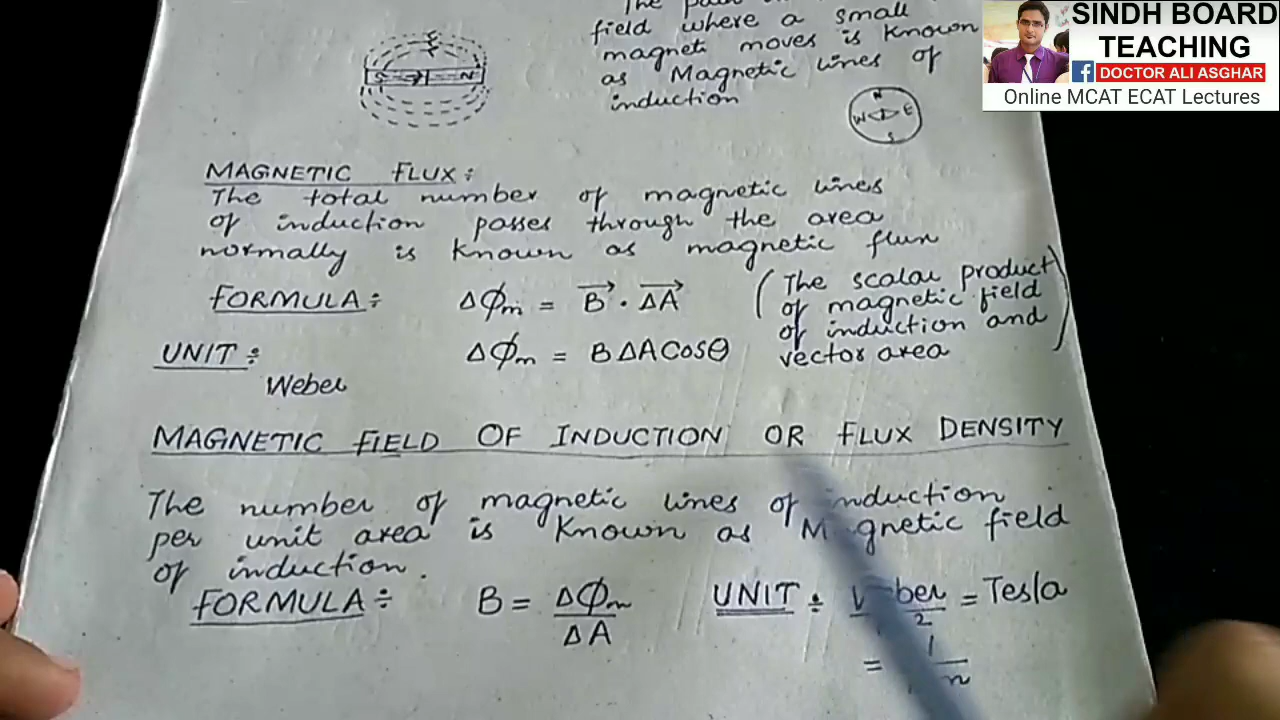 The
field where a small
magneti moves is known
as Magnetic lines of
induction
S N
N
W E
S
SINDH BOARD
TEACHING
f DOCTOR ALI ASGHAR
Online MCAT ECAT Lectures
MAGNETIC FLUX:
The total number of magnetic lines
of induction passes through the area
normally is known as magnetic flux
FORMULA ÷ Δϕm = B→ · ΔA→
(The scalar product
of magnetic field
of induction and
vector area)
UNIT ÷ Δϕm = BΔACosθ
Weber
MAGNETIC FIELD OF INDUCTION OR FLUX DENSITY
The number of magnetic lines of induction
per unit area is known as Magnetic field
of induction.
FORMULA ÷ B = Δϕm / ΔA
UNIT ÷ = Tesla
=